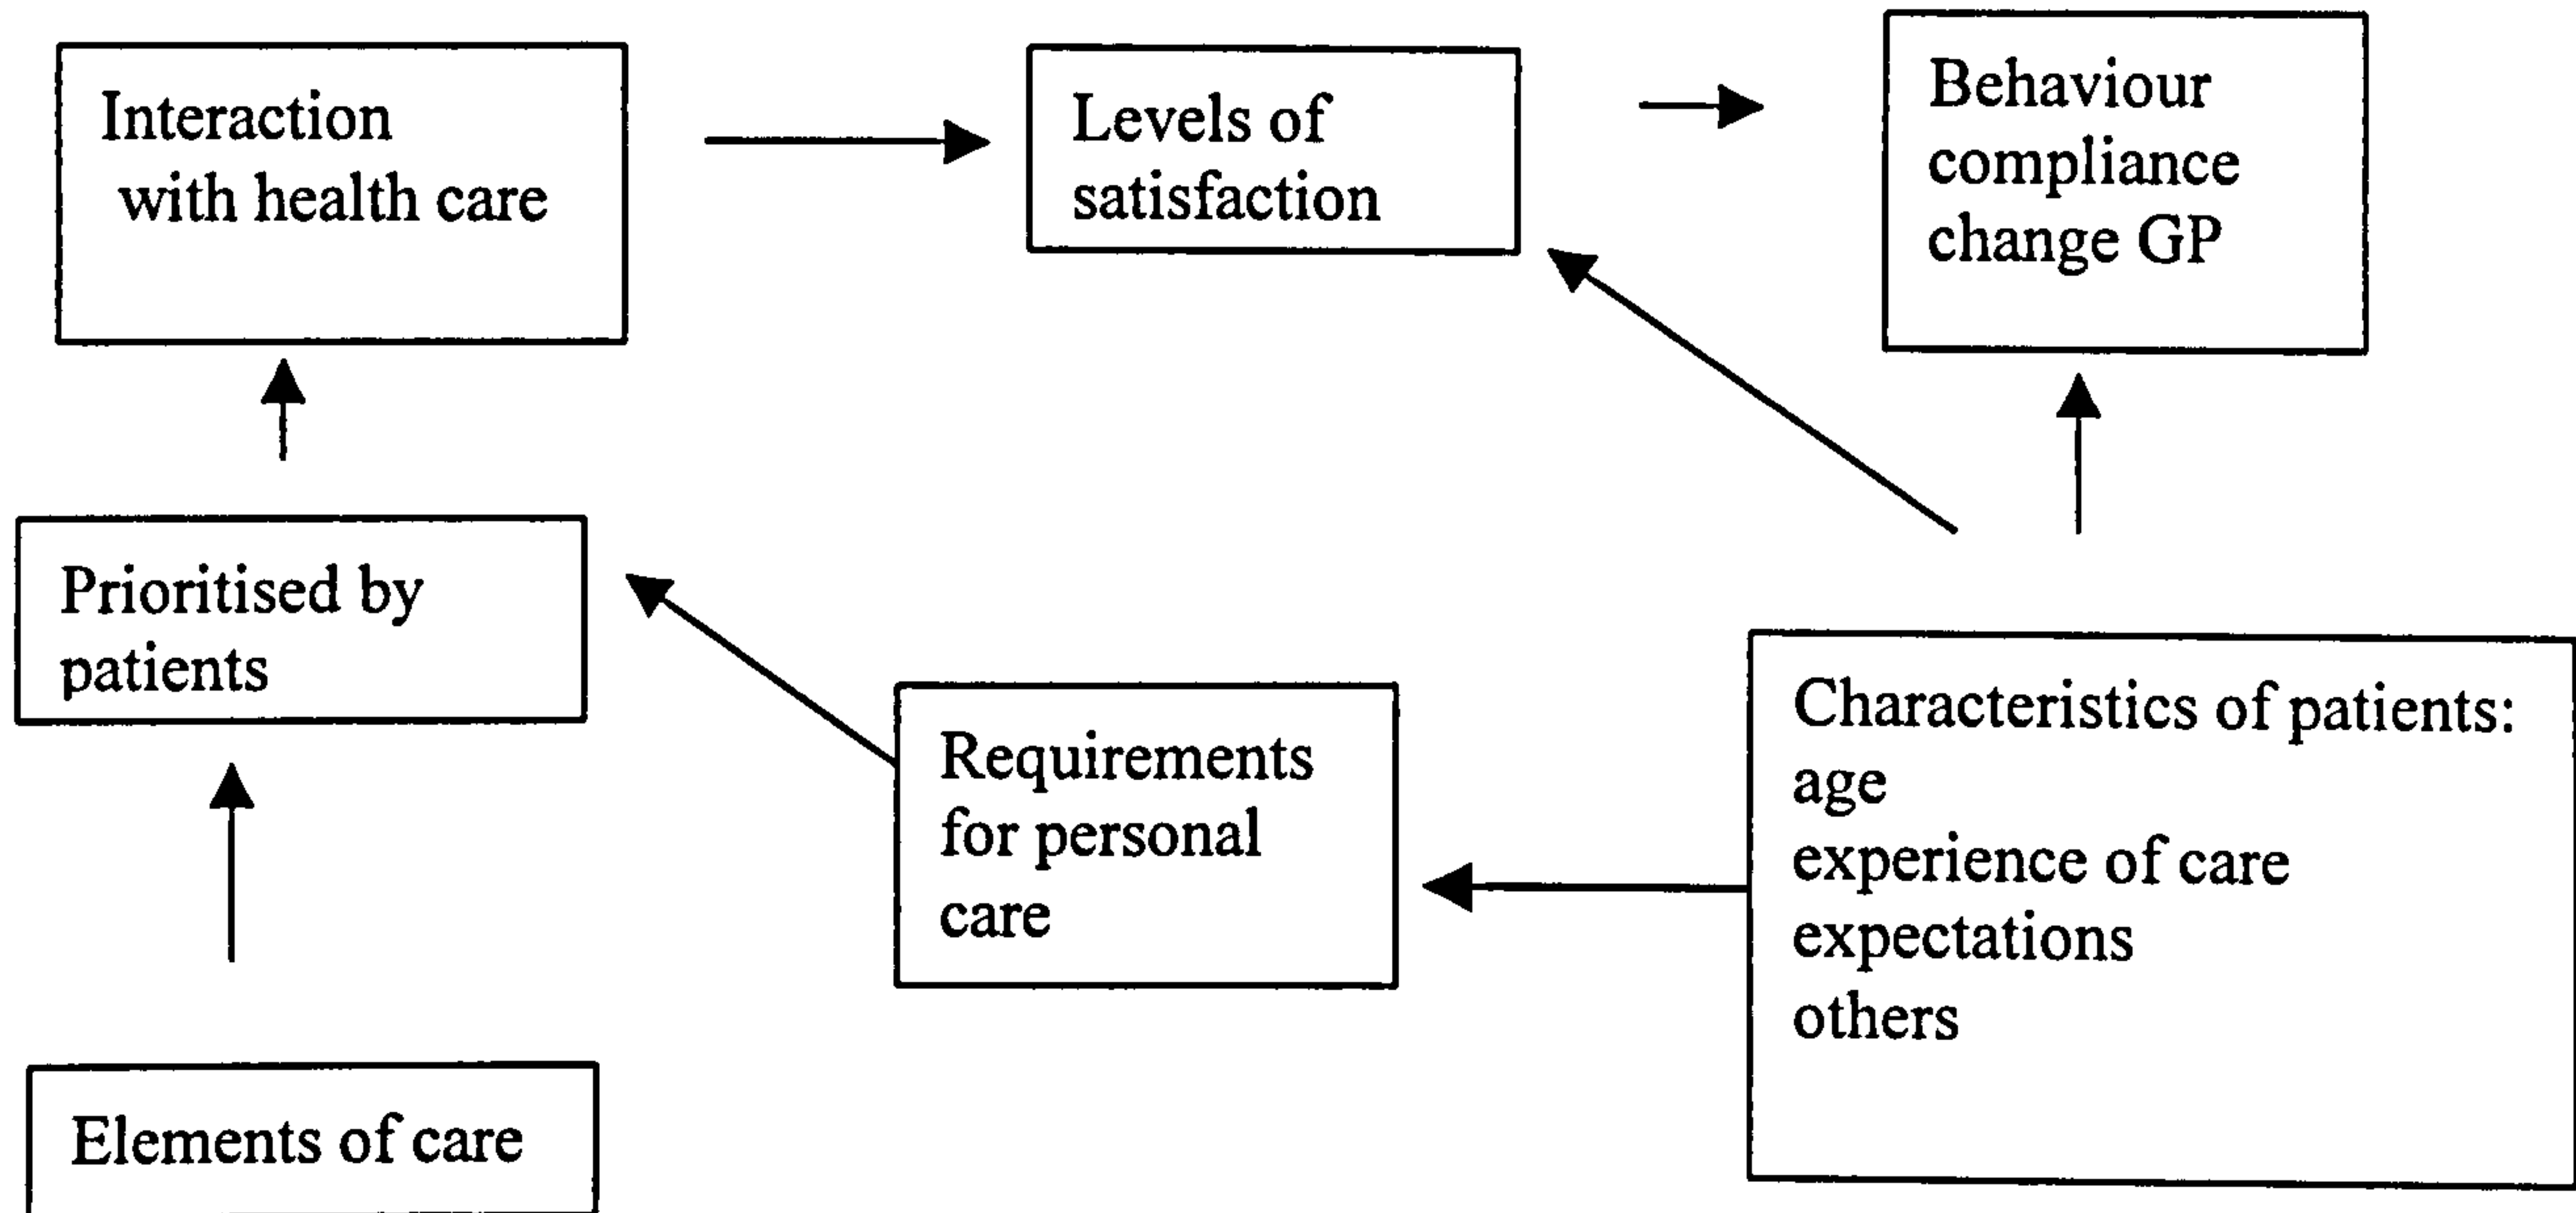 Interaction
with health care
Levels of
satisfaction
Behaviour
compliance
change GP
Prioritised by
patients
Requirements
for personal
care
Characteristics of patients:
age
experience of care
expectations
others
Elements of care